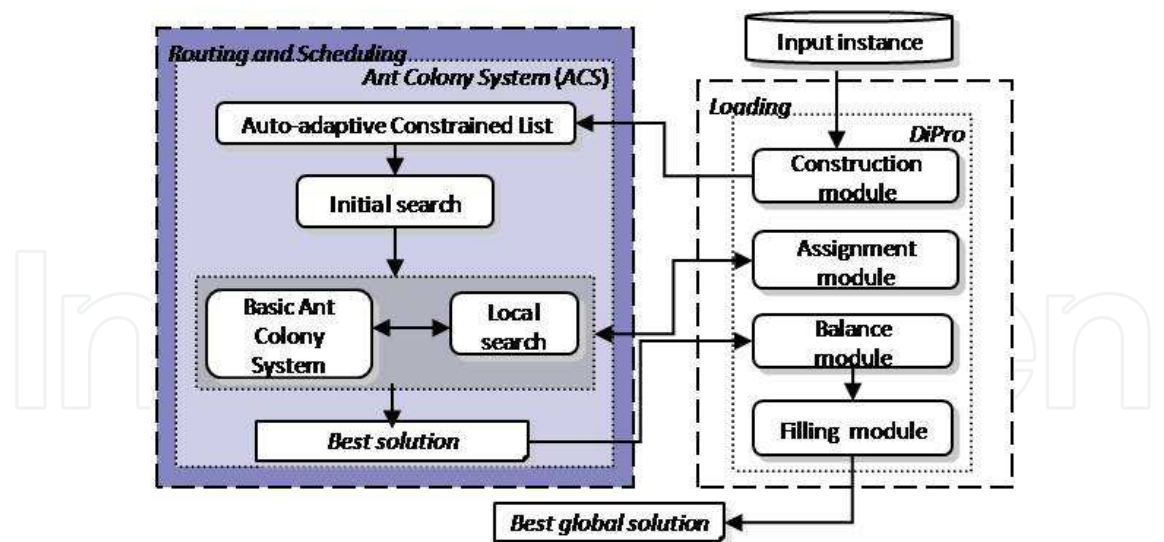 Routing and Scheduling
Ant Colony System (ACS)
Auto-adaptive Constrained List
Initial search
Basic Ant
Colony
System
Local
search
Best solution
Input instance
Loading
DiPro
Construction
module
Assignment
module
Balance
module
Filling module
Best global solution